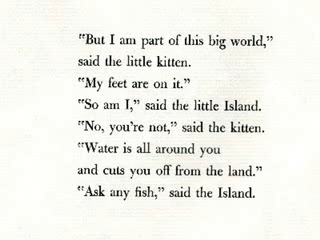 "But I am part of this big world,"
said the little kitten.
"My feet are on it."
"So am I," said the little Island.
"No, you're not," said the kitten.
"Water is all around you
and cuts you off from the land."
"Ask any fish," said the Island.